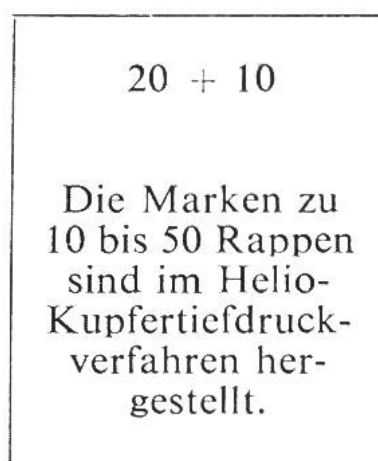 20 + 10
Die Marken zu
10 bis 50 Rappen
sind im Helio-
Kupfertiefdruck-
verfahren her-
gestellt.